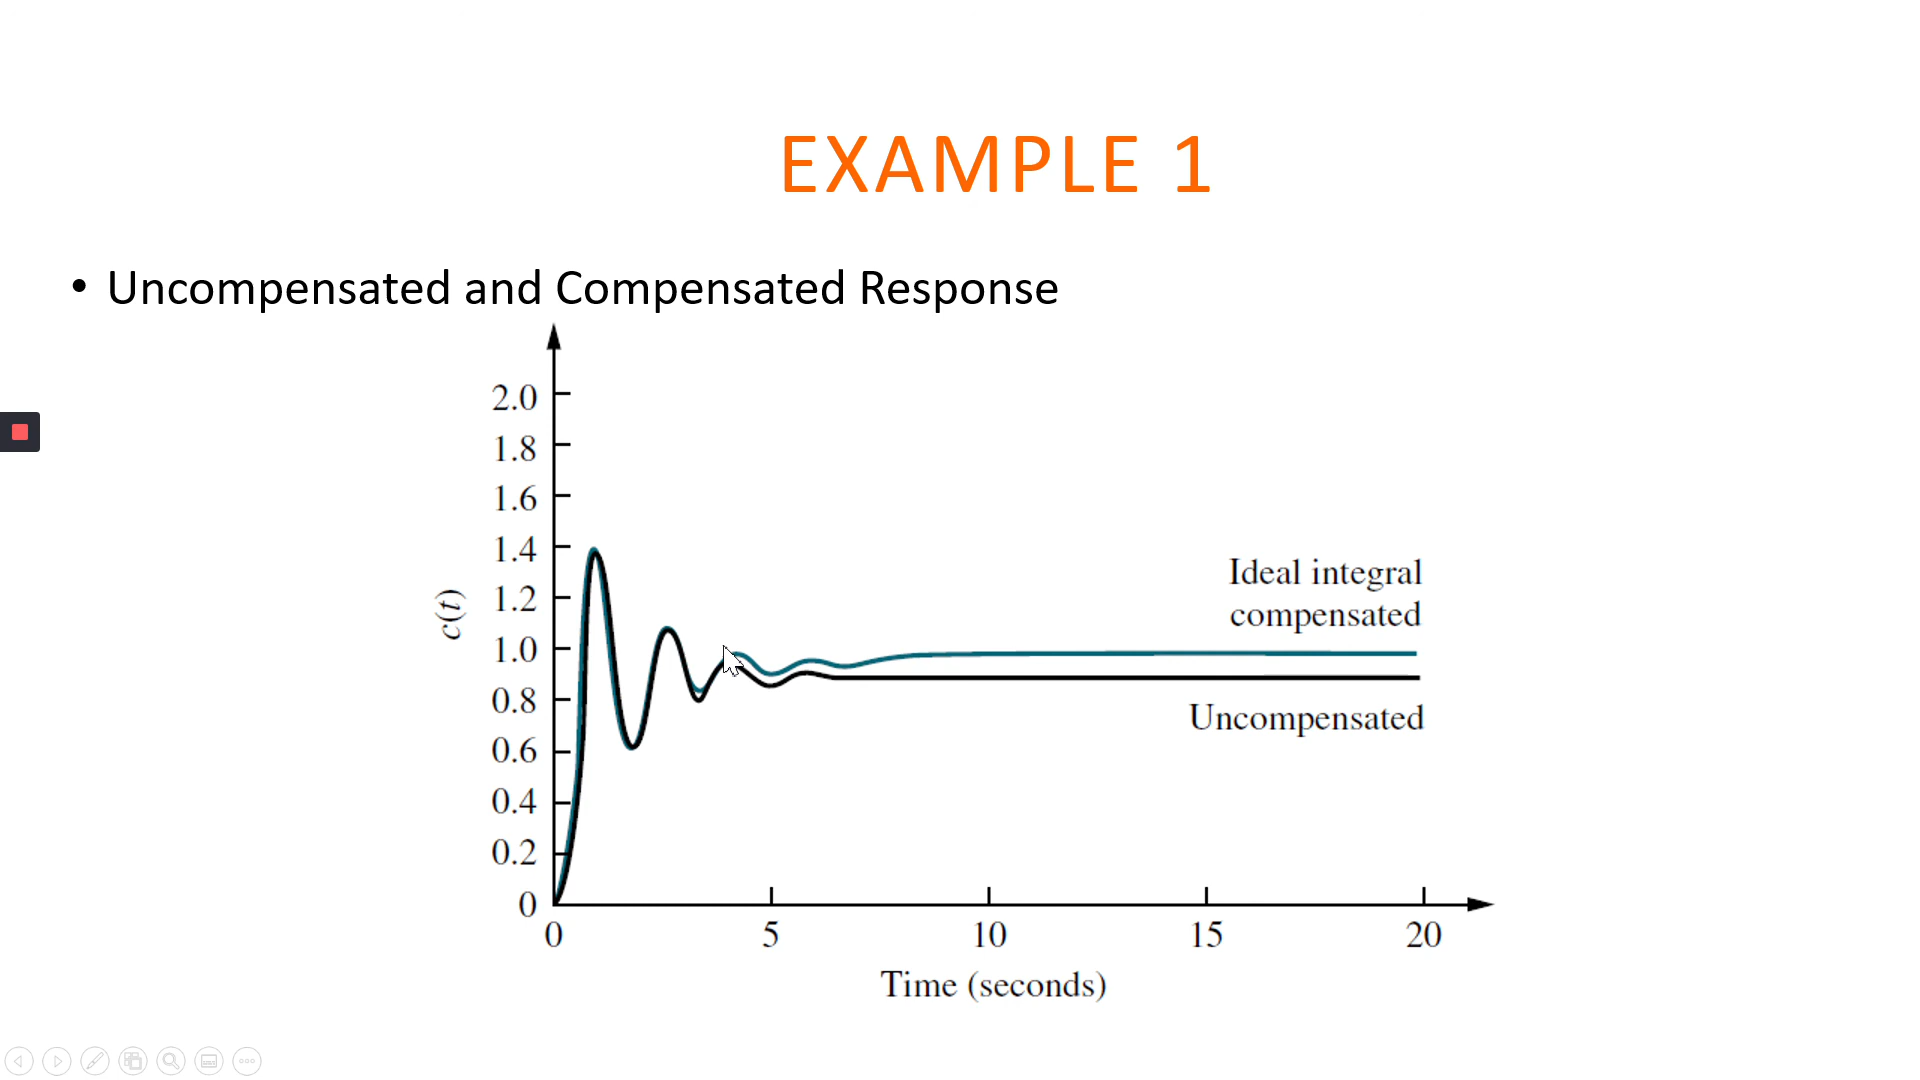 EXAMPLE 1
• Uncompensated and Compensated Response
2.0
1.8
1.6
1.4
1.2
1.0
0.8
0.6
0.4
0.2
0
c(t)
Ideal integral
compensated
Uncompensated
0 5 10 15 20
Time (seconds)